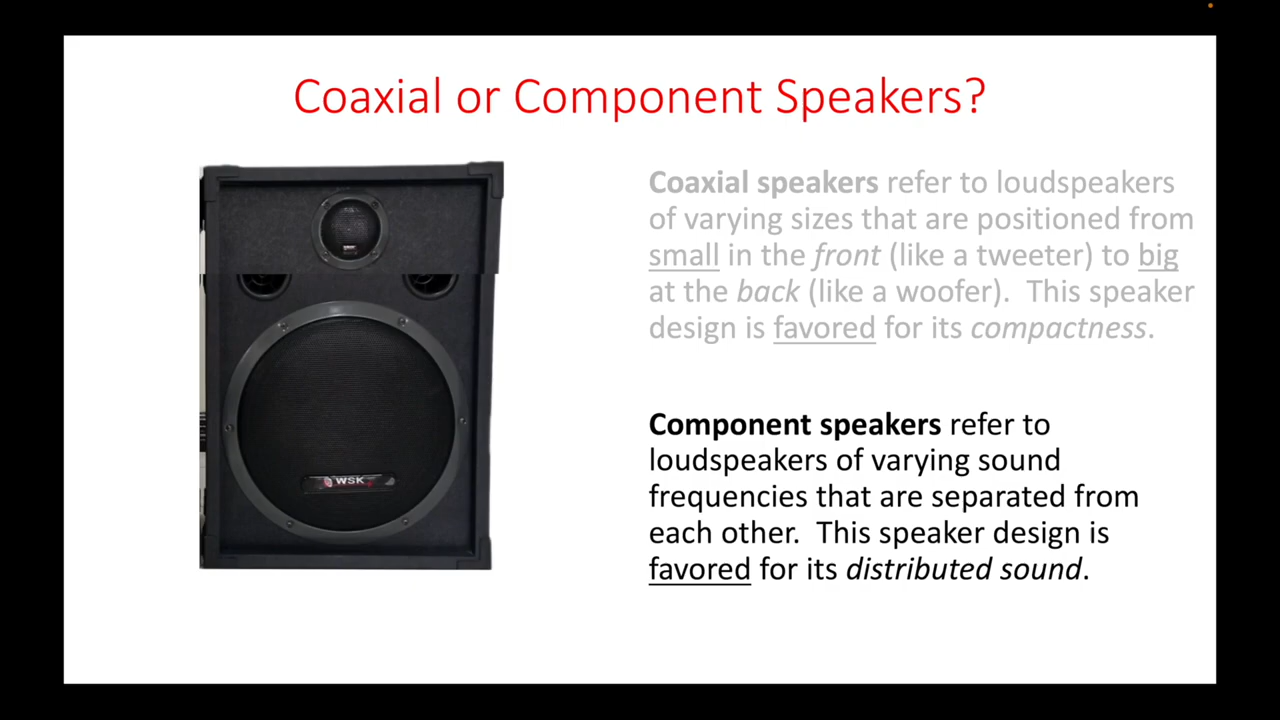 Coaxial or Component Speakers?
Coaxial speakers refer to loudspeakers
of varying sizes that are positioned from
small in the front (like a tweeter) to big
at the back (like a woofer).  This speaker
design is favored for its compactness.
WSK
Component speakers refer to
loudspeakers of varying sound
frequencies that are separated from
each other.  This speaker design is
favored for its distributed sound.